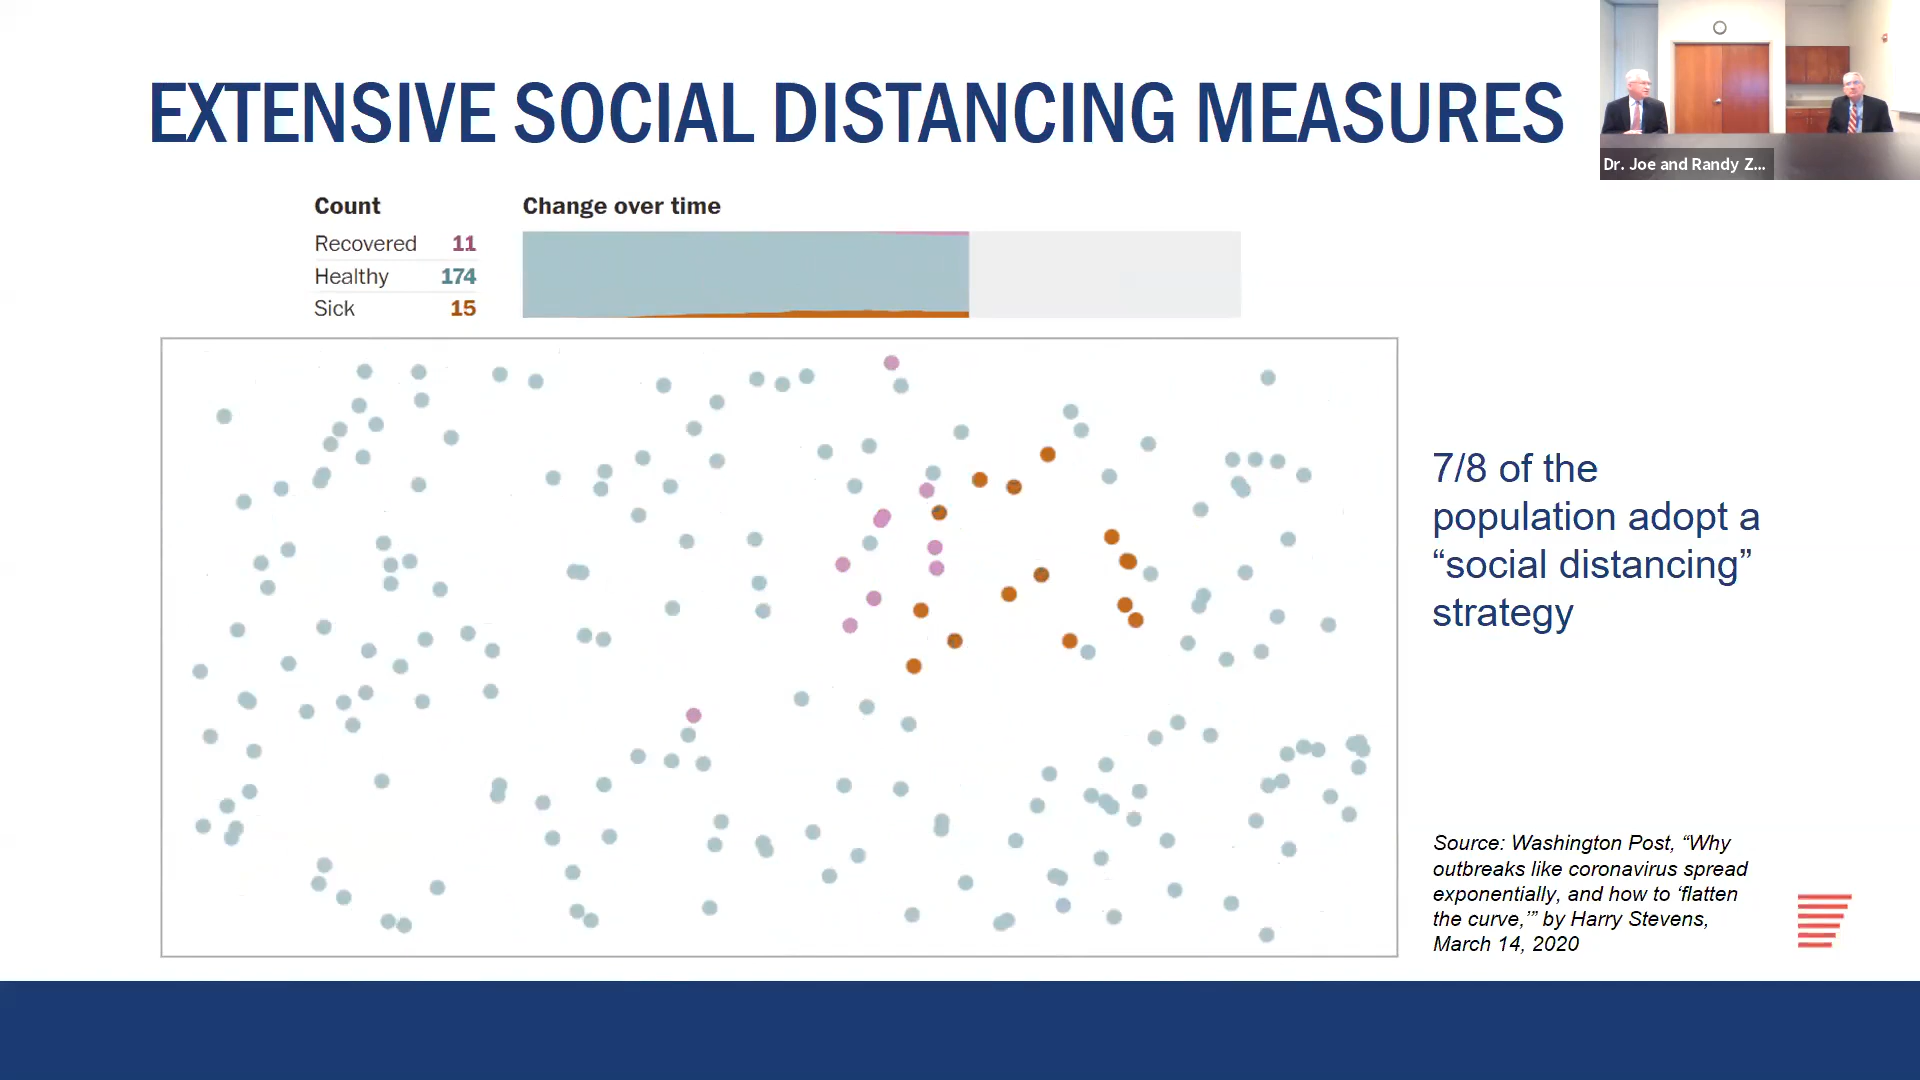 EXTENSIVE SOCIAL DISTANCING MEASURES
Dr. Joe and Randy Z...
Count
Change over time
Recovered 11
Healthy 174
Sick 15
7/8 of the
population adopt a
“social distancing”
strategy
Source: Washington Post, “Why
outbreaks like coronavirus spread
exponentially, and how to ‘flatten
the curve,’” by Harry Stevens,
March 14, 2020